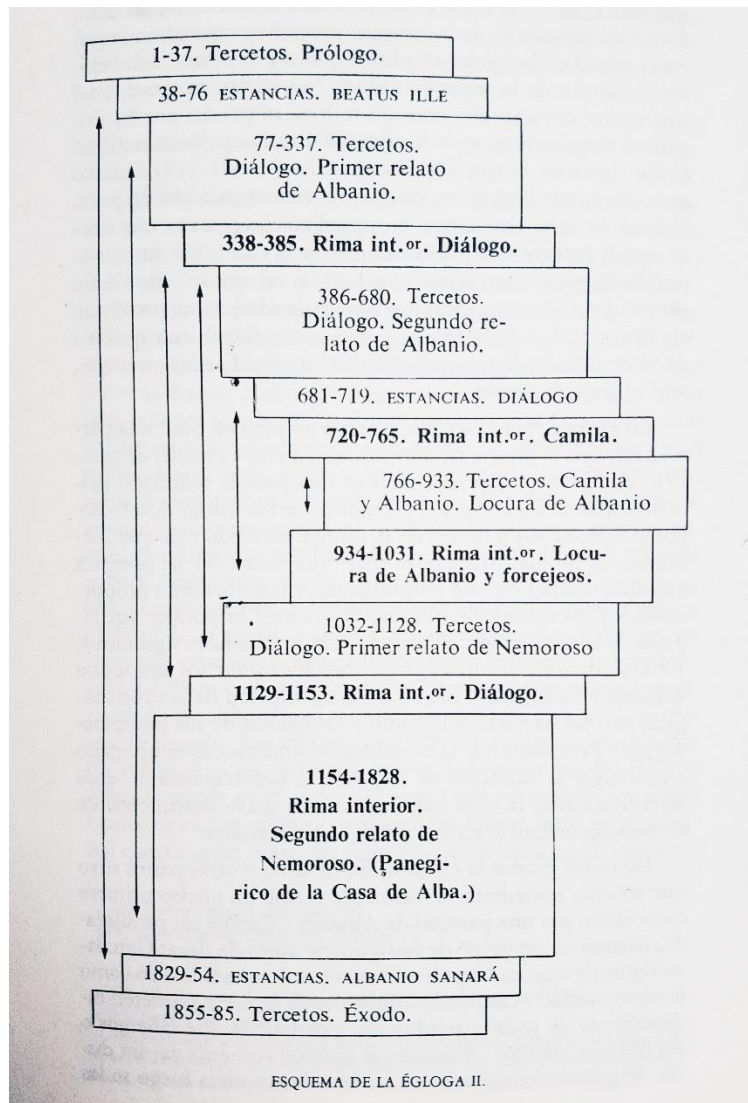 1-37. Tercetos. Prólogo.
38-76 ESTANCIAS. BEATUS ILLE
77-337. Tercetos.
Diálogo. Primer relato
de Albanio.
338-385. Rima int.or. Diálogo.
386-680. Tercetos.
Diálogo. Segundo re-
lato de Albanio.
681-719. ESTANCIAS. DIÁLOGO
720-765. Rima int.or. Camila.
766-933. Tercetos. Camila
y Albanio. Locura de Albanio
934-1031. Rima int.or. Locu-
ra de Albanio y forcejeos.
1032-1128. Tercetos.
Diálogo. Primer relato de Nemoroso
1129-1153. Rima int.or. Diálogo.
1154-1828.
Rima interior.
Segundo relato de
Nemoroso. (Panegí-
rico de la Casa de Alba.)
1829-54. ESTANCIAS. ALBANIO SANARÁ
1855-85. Tercetos. Éxodo.
ESQUEMA DE LA ÉGLOGA II.